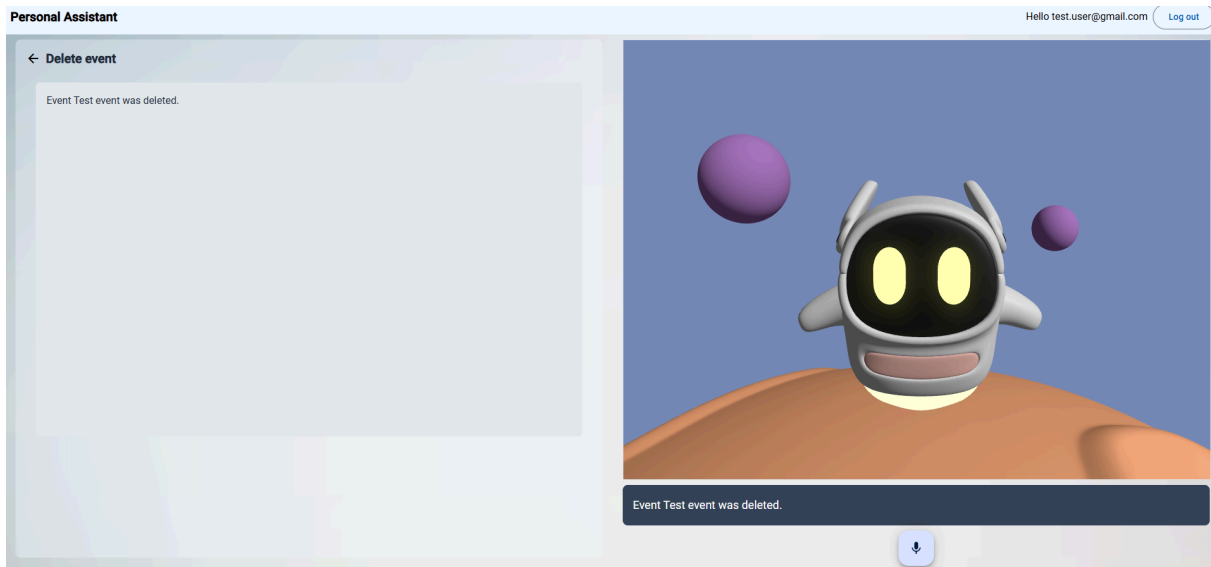 Personal Assistant
Hello test.user@gmail.com
Log out
Delete event
Event Test event was deleted.
Event Test event was deleted.